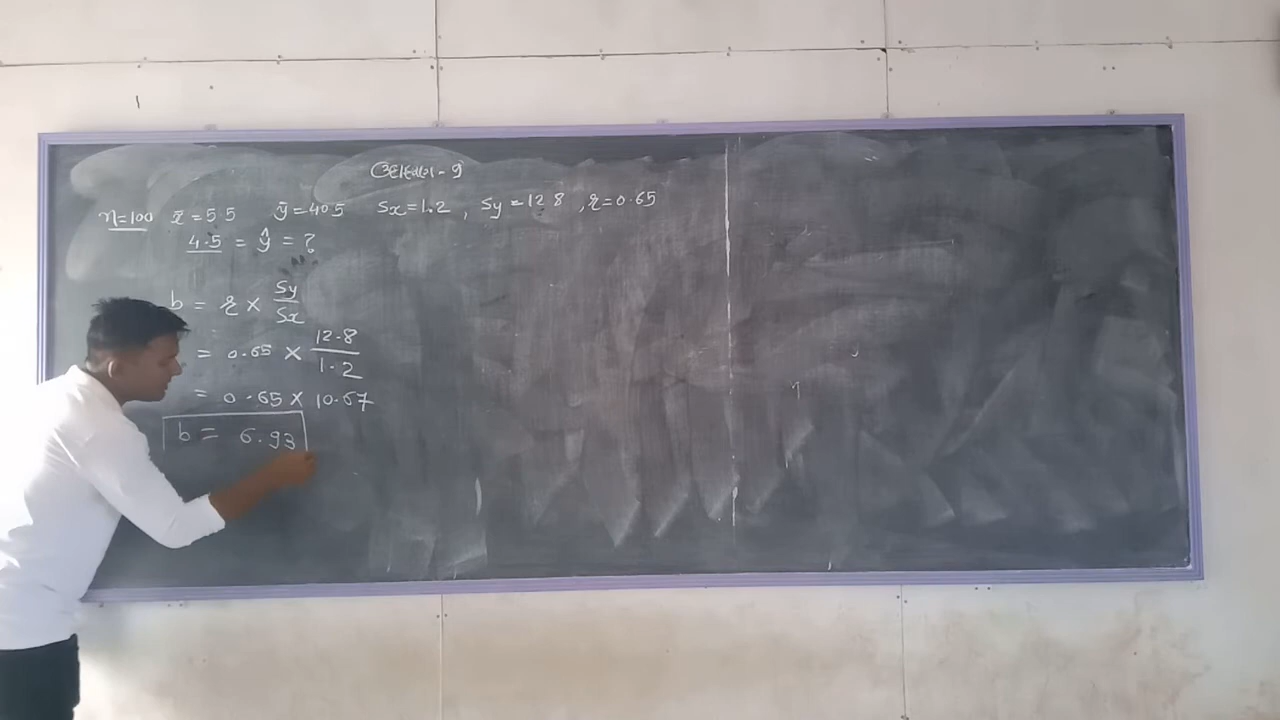 ઉદાહરણ-9
n=100 x̄ = 5.5 ȳ = 40.5 Sx = 1.2 , Sy = 12.8 , r = 0.65
4.5 = ŷ = ?
b = r × Sy/Sx
= 0.65 × 12.8/1.2
= 0.65 × 10.67
b = 6.93